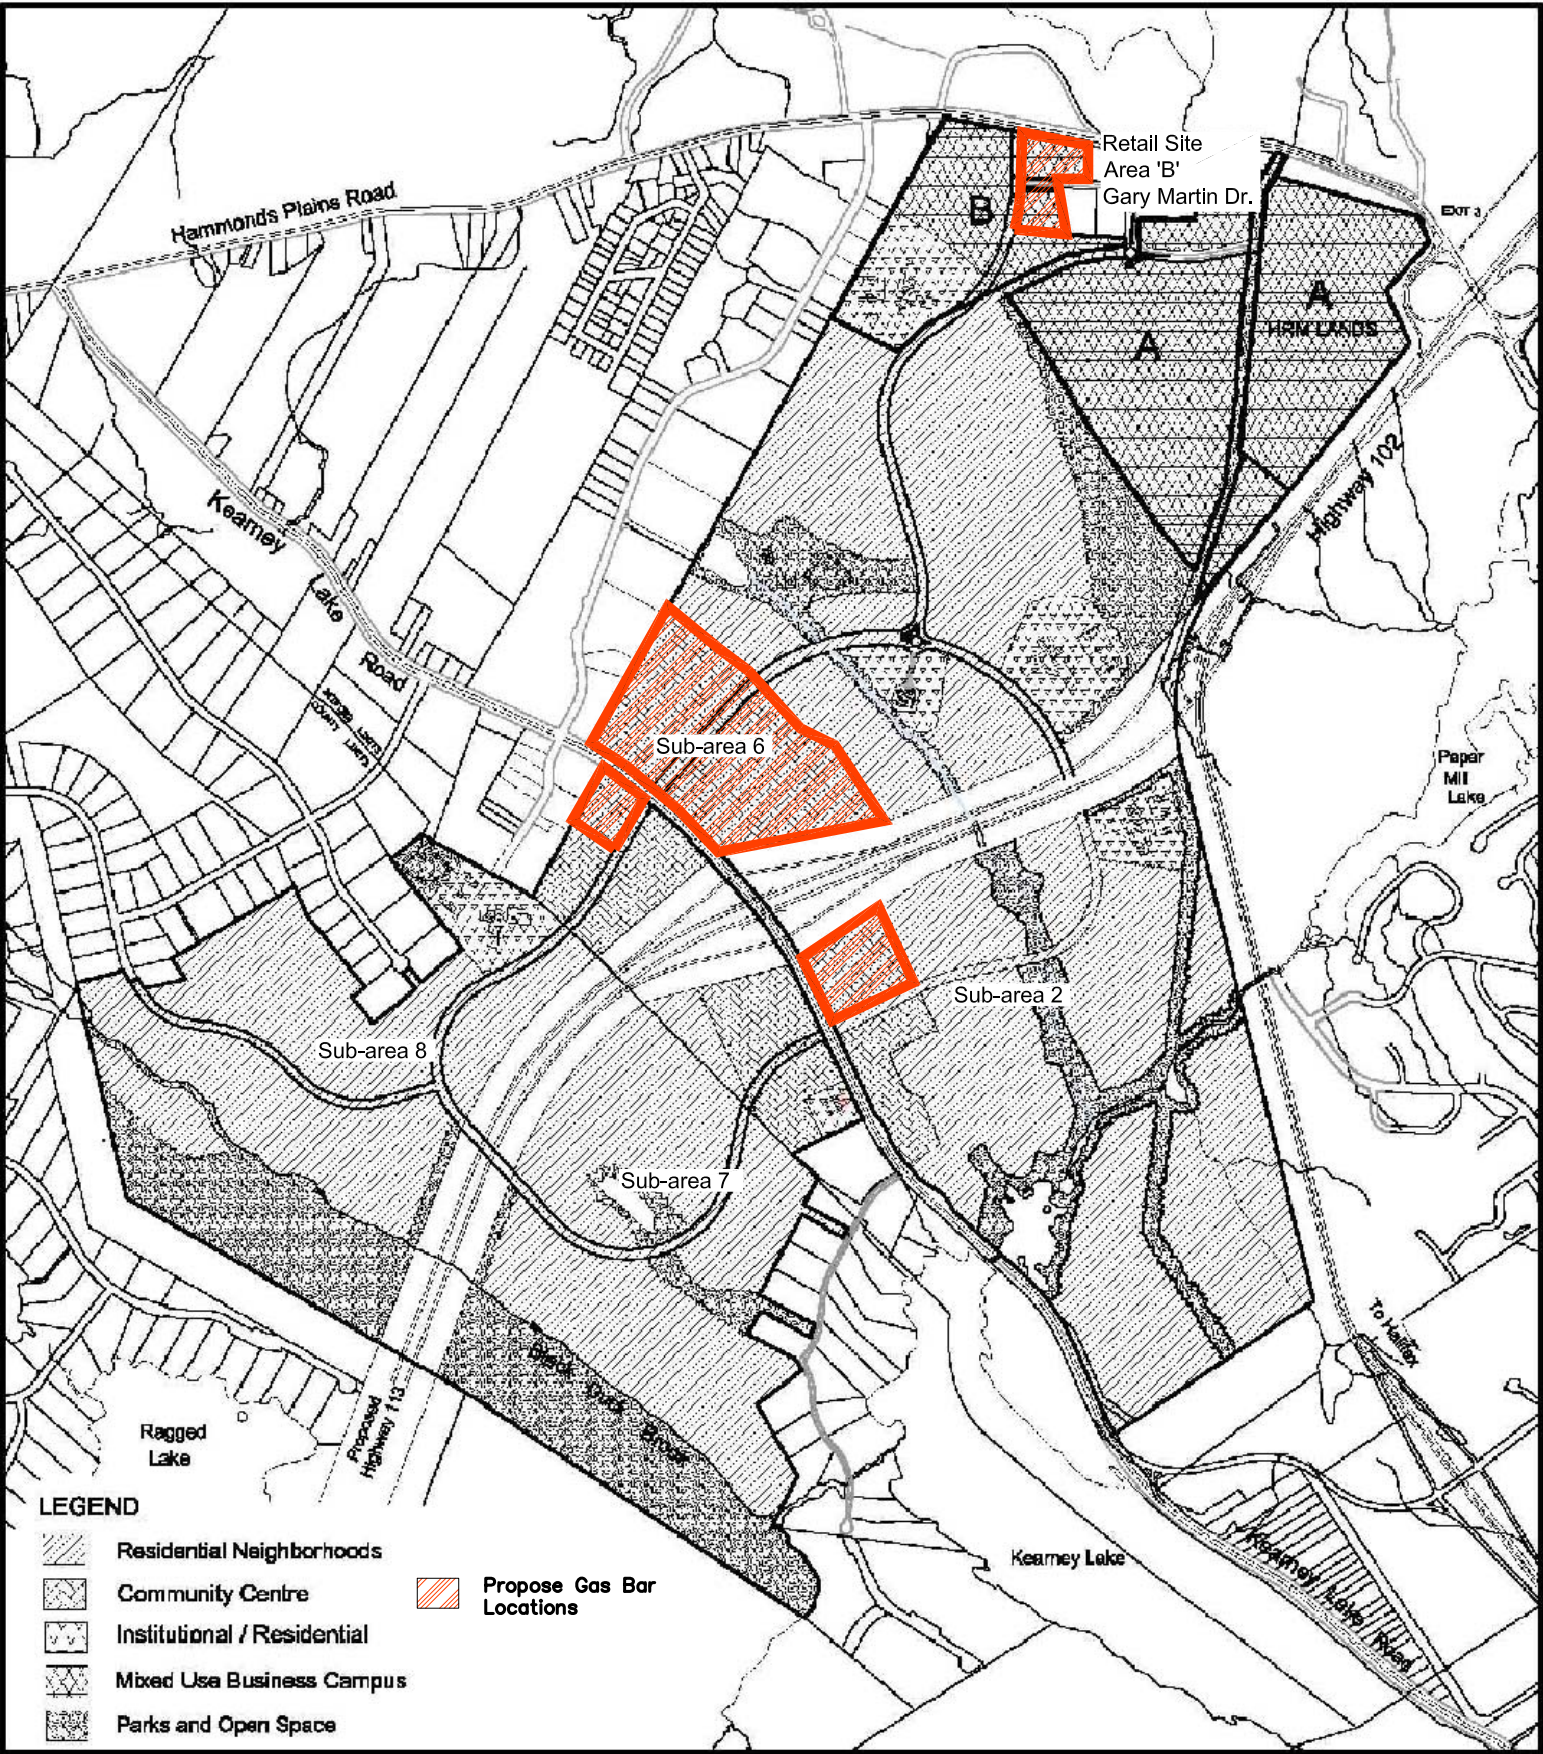 Retail Site
Area 'B'
Gary Martin Dr.
Hammonds Plains Road
B
EXIT 3
A
HRM LANDS
A
Highway 102
Kearney
Lake
Road
Sub-area 6
Paper
Mill
Lake
Sub-area 2
Sub-area 8
Sub-area 7
To Halifax
Black Duck Brook
Proposed
Highway 113
Ragged
Lake
Kearney Lake
Kearney Lake Road
LEGEND
Residential Neighborhoods
Community Centre
Institutional / Residential
Mixed Use Business Campus
Parks and Open Space
Propose Gas Bar
Locations